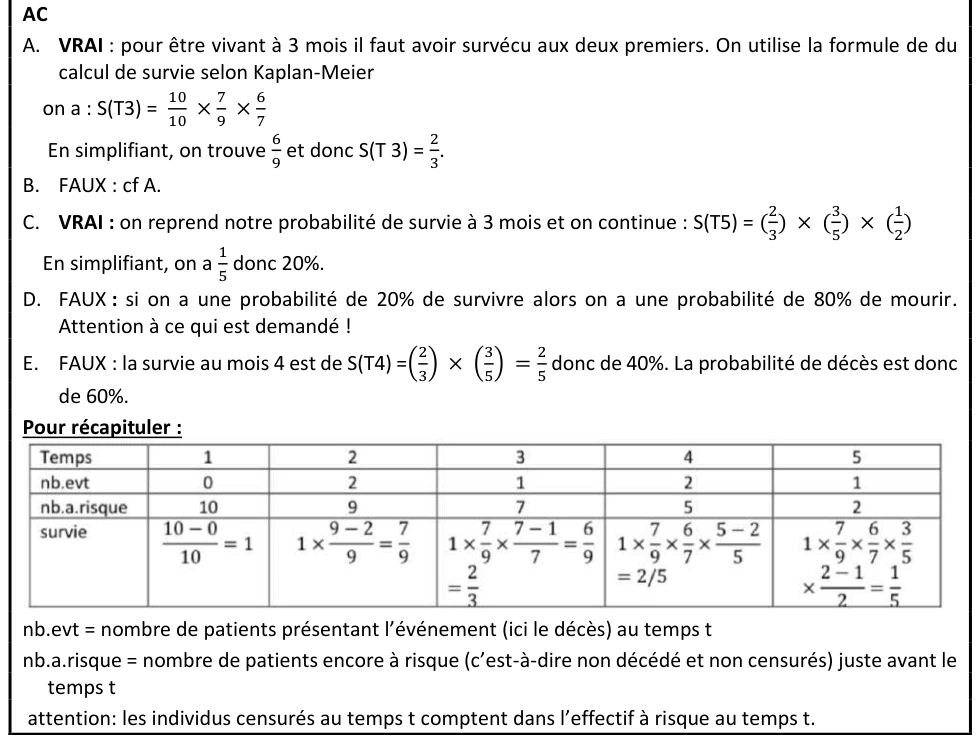 AC
A. VRAI : pour être vivant à 3 mois il faut avoir survécu aux deux premiers. On utilise la formule de du
calcul de survie selon Kaplan-Meier
on a : S(T3) = 10/10 × 7/9 × 6/7
En simplifiant, on trouve 6/9 et donc S(T 3) = 2/3.
B. FAUX : cf A.
C. VRAI : on reprend notre probabilité de survie à 3 mois et on continue : S(T5) = (2/3) × (3/5) × (1/2)
En simplifiant, on a 1/5 donc 20%.
D. FAUX : si on a une probabilité de 20% de survivre alors on a une probabilité de 80% de mourir.
Attention à ce qui est demandé !
E. FAUX : la survie au mois 4 est de S(T4) =(2/3) × (3/5) = 2/5 donc de 40%. La probabilité de décès est donc
de 60%.
Pour récapituler :
Temps 1 2 3 4 5
nb.evt 0 2 1 2 1
nb.a.risque 10 9 7 5 2
survie 10 − 0/10 = 1 1 × 9 − 2/9 = 7/9 1 × 7/9 × 7 − 1/7 = 6/9 1 × 7/9 × 6/7 × 5 − 2/5 1 × 7/9 × 6/7 × 3/5
= 2/3 = 2/5 × 2 − 1/2 = 1/5
nb.evt = nombre de patients présentant l'événement (ici le décès) au temps t
nb.a.risque = nombre de patients encore à risque (c'est-à-dire non décédé et non censurés) juste avant le
temps t
attention: les individus censurés au temps t comptent dans l'effectif à risque au temps t.